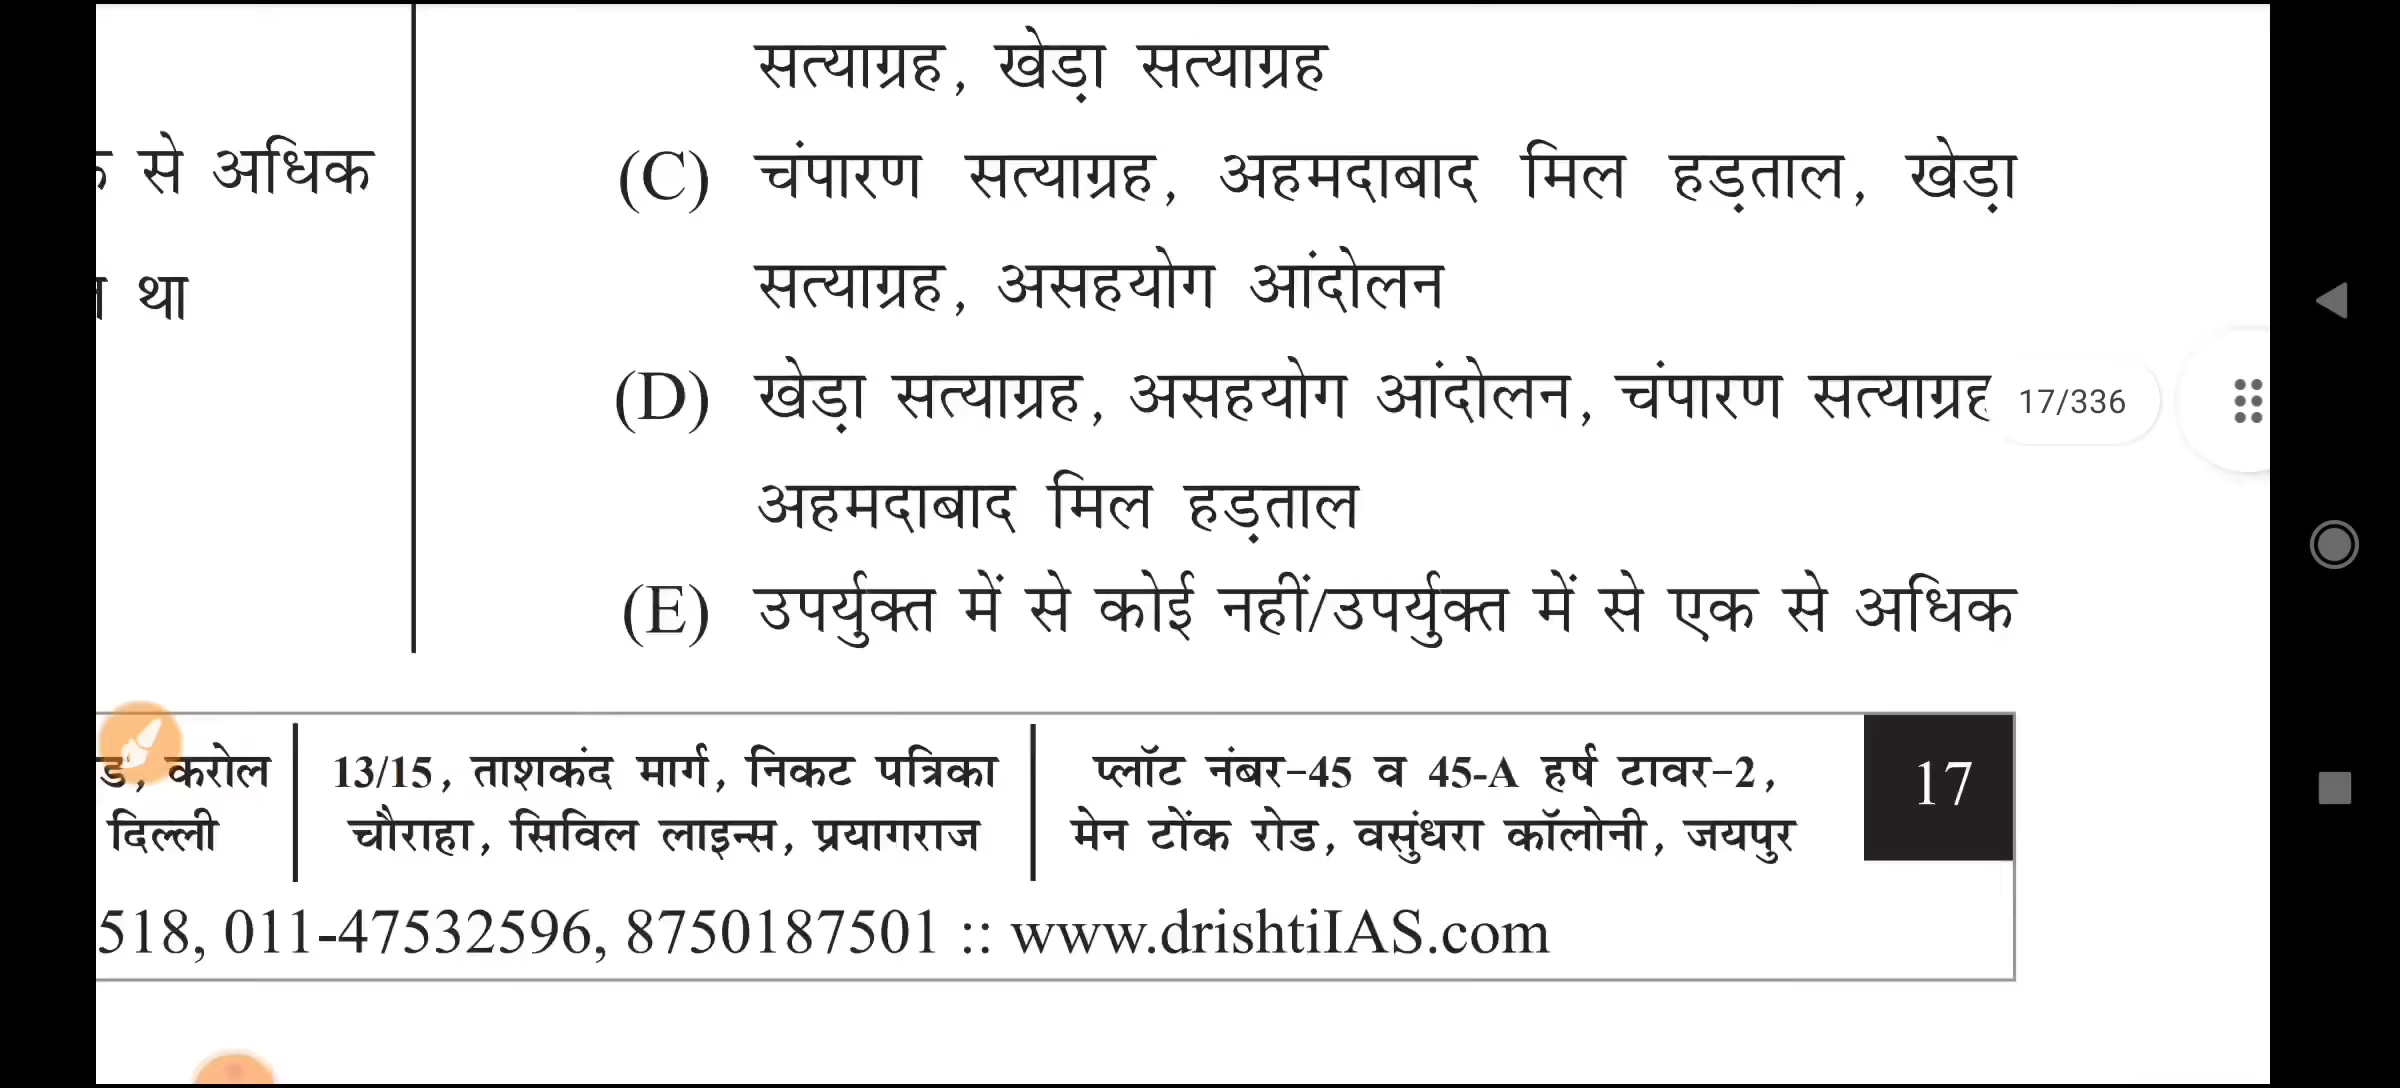 सत्याग्रह, खेड़ा सत्याग्रह
से अधिक
(C) चंपारण सत्याग्रह, अहमदाबाद मिल हड़ताल, खेड़ा
सत्याग्रह, असहयोग आंदोलन
था
(D) खेड़ा सत्याग्रह, असहयोग आंदोलन, चंपारण सत्याग्रह
17/336
अहमदाबाद मिल हड़ताल
(E) उपर्युक्त में से कोई नहीं/उपर्युक्त में से एक से अधिक
करोल
दिल्ली
13/15, ताशकंद मार्ग, निकट पत्रिका
चौराहा, सिविल लाइन्स, प्रयागराज
प्लॉट नंबर-45 व 45-A हर्ष टावर-2,
मेन टोंक रोड, वसुंधरा कॉलोनी, जयपुर
17
518, 011-47532596, 8750187501 :: www.drishtiIAS.com